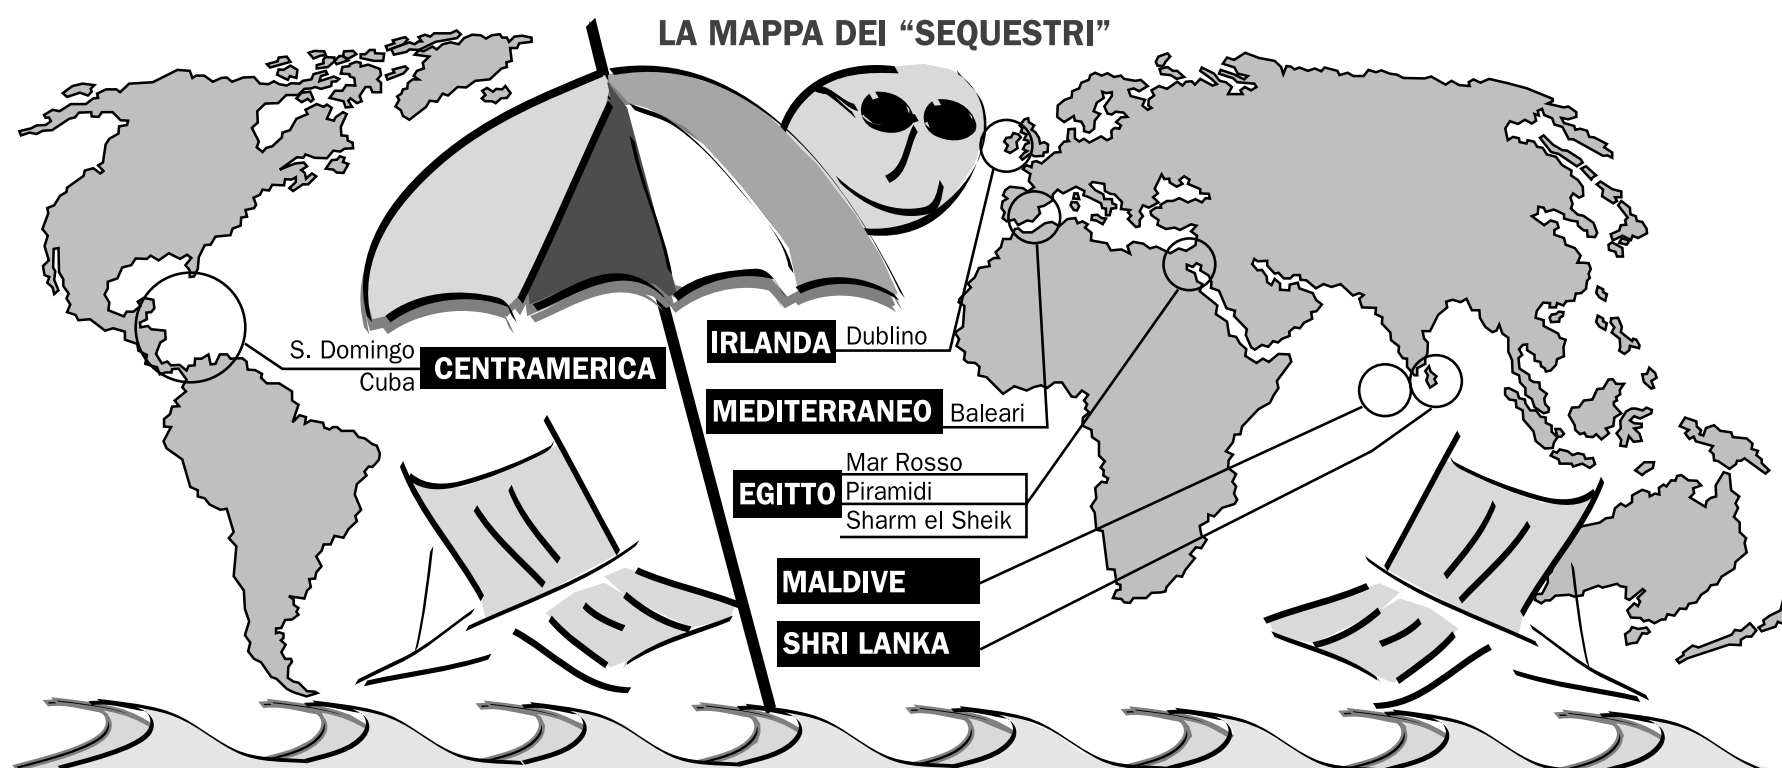 LA MAPPA DEI “SEQUESTRI”
S. Domingo
Cuba
CENTRAMERICA
IRLANDA
Dublino
MEDITERRANEO
Baleari
EGITTO
Mar Rosso
Piramidi
Sharm el Sheik
MALDIVE
SHRI LANKA